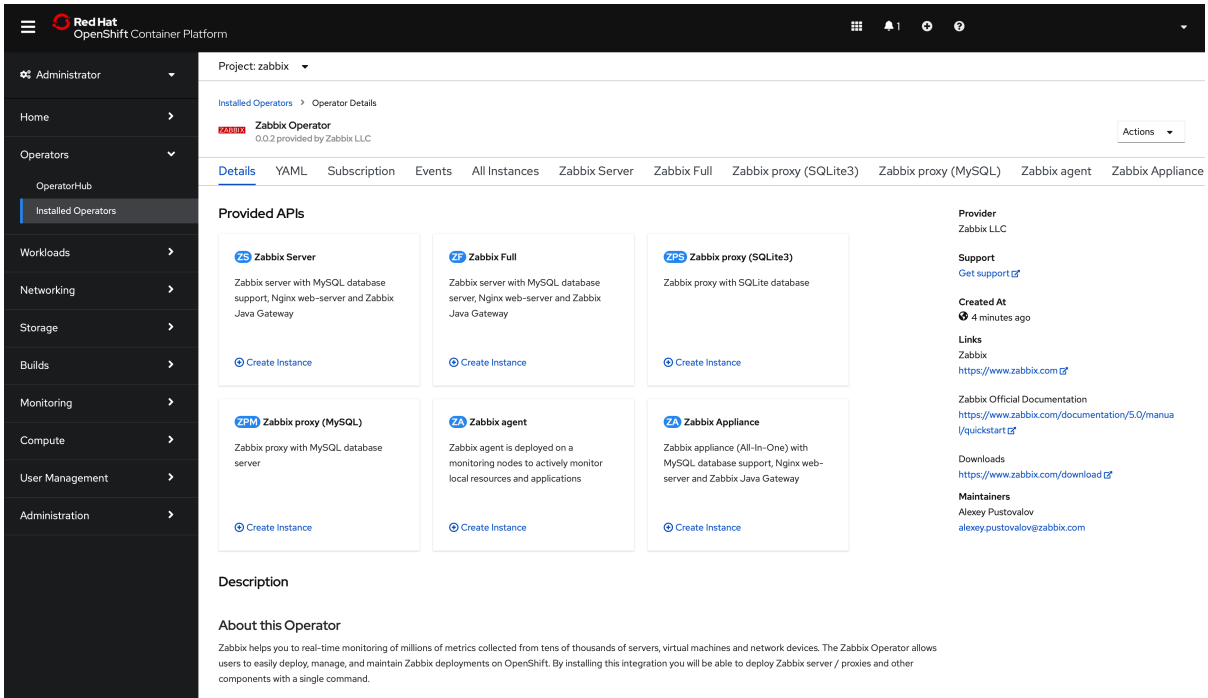 Red Hat
OpenShift Container Platform
1
Administrator
Home
Operators
OperatorHub
Installed Operators
Workloads
Networking
Storage
Builds
Monitoring
Compute
User Management
Administration
Project: zabbix
Installed Operators > Operator Details
ZABBIX
Zabbix Operator
0.0.2 provided by Zabbix LLC
Actions
Details YAML Subscription Events All Instances Zabbix Server Zabbix Full Zabbix proxy (SQLite3) Zabbix proxy (MySQL) Zabbix agent Zabbix Appliance
Provided APIs
ZS Zabbix Server
Zabbix server with MySQL database
support, Nginx web-server and Zabbix
Java Gateway
Create Instance
ZF Zabbix Full
Zabbix server with MySQL database
server, Nginx web-server and Zabbix
Java Gateway
Create Instance
ZPS Zabbix proxy (SQLite3)
Zabbix proxy with SQLite database
Create Instance
ZPM Zabbix proxy (MySQL)
Zabbix proxy with MySQL database
server
Create Instance
ZA Zabbix agent
Zabbix agent is deployed on a
monitoring nodes to actively monitor
local resources and applications
Create Instance
ZA Zabbix Appliance
Zabbix appliance (All-In-One) with
MySQL database support, Nginx web-
server and Zabbix Java Gateway
Create Instance
Provider
Zabbix LLC
Support
Get support
Created At
4 minutes ago
Links
Zabbix
https://www.zabbix.com
Zabbix Official Documentation
https://www.zabbix.com/documentation/5.0/manua
l/quickstart
Downloads
https://www.zabbix.com/download
Maintainers
Alexey Pustovalov
alexey.pustovalov@zabbix.com
Description
About this Operator
Zabbix helps you to real-time monitoring of millions of metrics collected from tens of thousands of servers, virtual machines and network devices. The Zabbix Operator allows
users to easily deploy, manage, and maintain Zabbix deployments on OpenShift. By installing this integration you will be able to deploy Zabbix server / proxies and other
components with a single command.